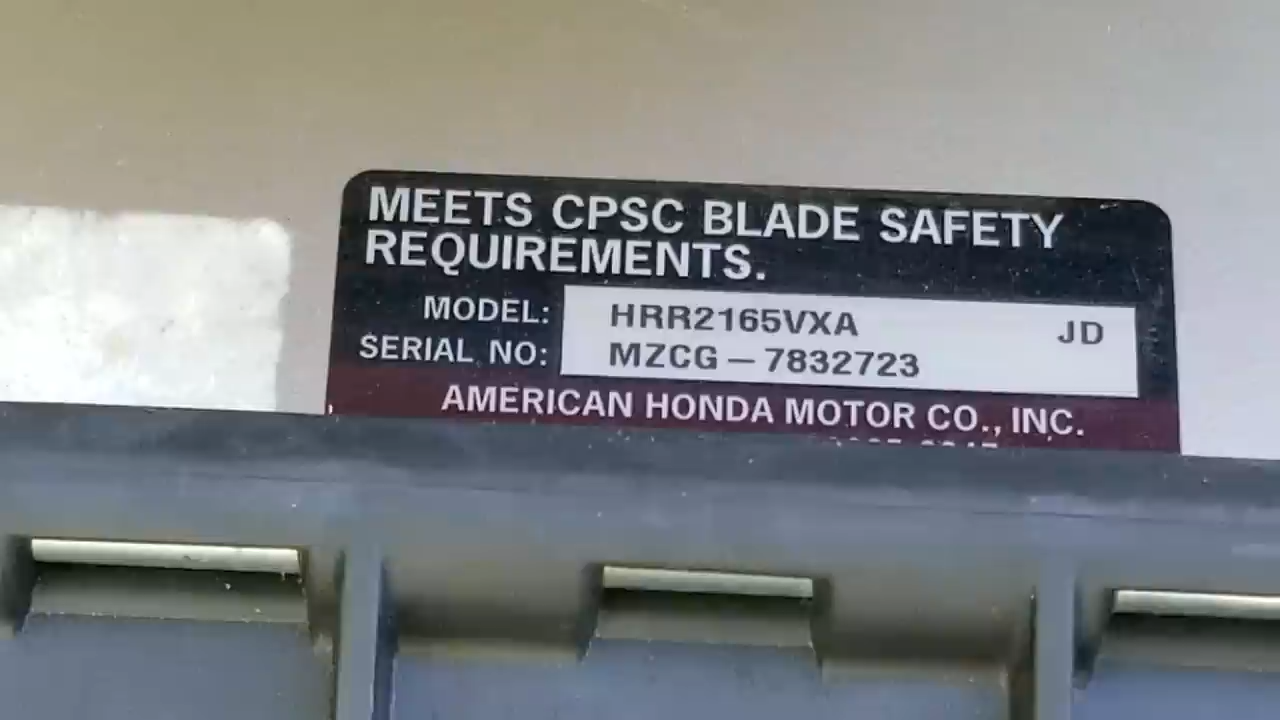 MEETS CPSC BLADE SAFETY
REQUIREMENTS.
MODEL: HRR2165VXA JD
SERIAL NO: MZCG – 7832723
AMERICAN HONDA MOTOR CO., INC.